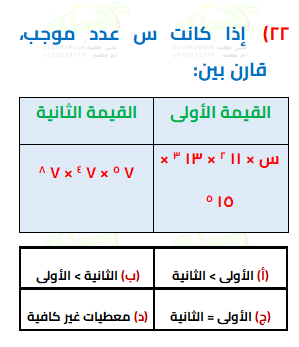 ٢٢) إذا كانت س عدد موجب،
قارن بين:
القيمة الأولى	القيمة الثانية
س × ١١ ٢ × ١٣ ٣ ×	٧ ٥ × ٧ ٤ × ٧ ٨
١٥ ٥
(أ) الأولى > الثانية	(ب) الثانية > الأولى
(ج) الأولى = الثانية	(د) معطيات غير كافية